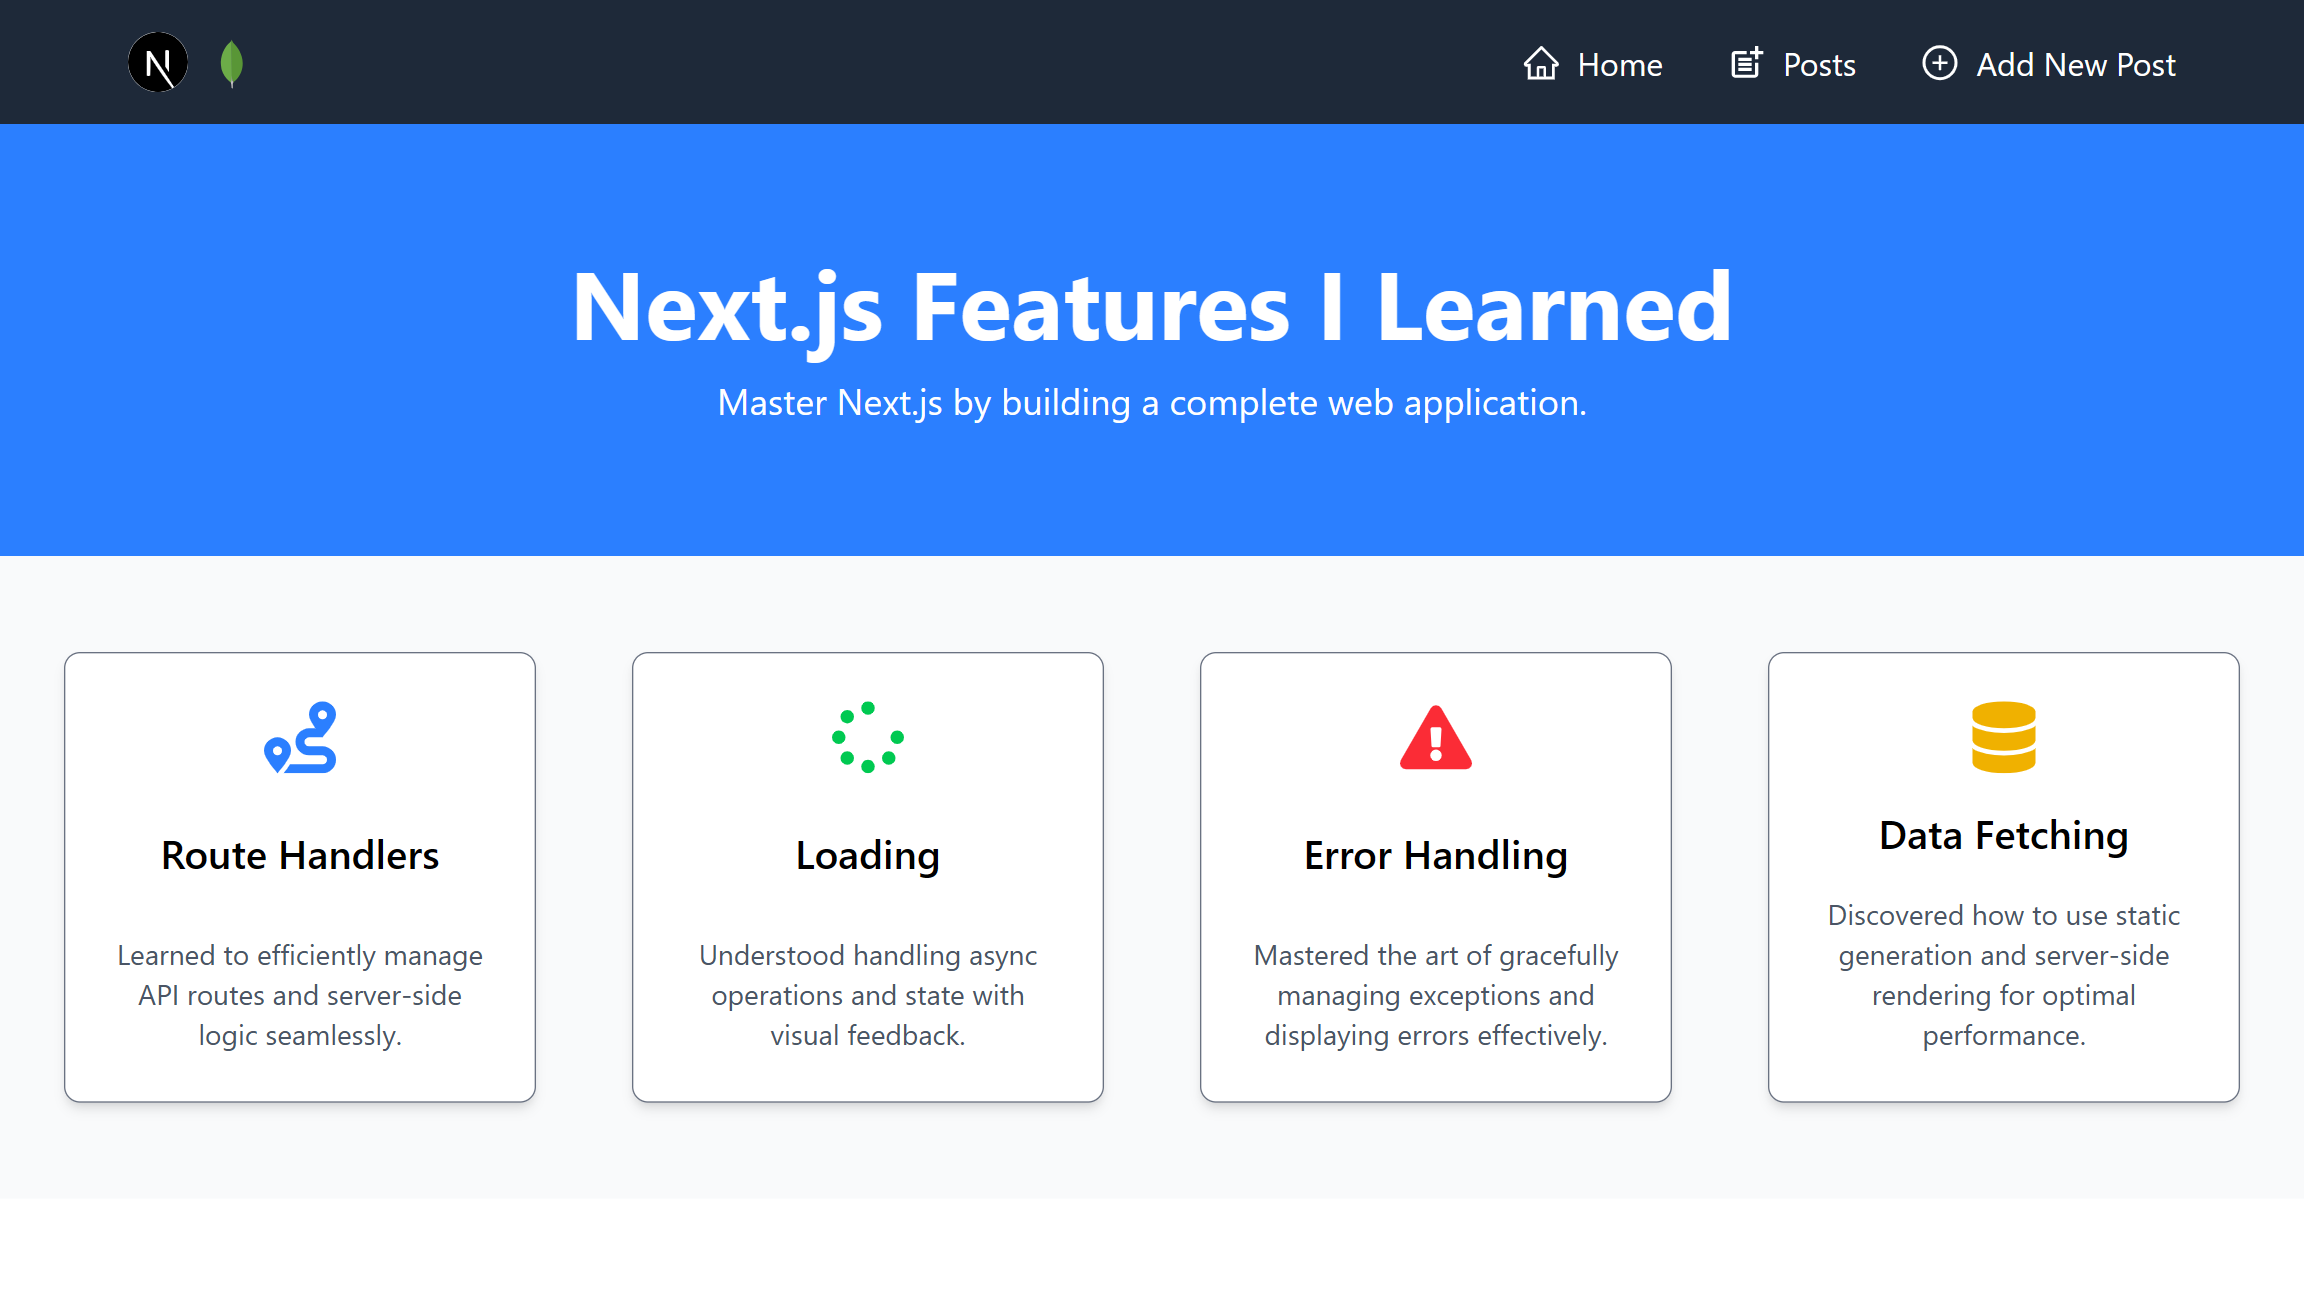 N
Home
Posts
Add New Post
Next.js Features I Learned
Master Next.js by building a complete web application.
Route Handlers
Learned to efficiently manage
API routes and server-side
logic seamlessly.
Loading
Understood handling async
operations and state with
visual feedback.
Error Handling
Mastered the art of gracefully
managing exceptions and
displaying errors effectively.
Data Fetching
Discovered how to use static
generation and server-side
rendering for optimal
performance.